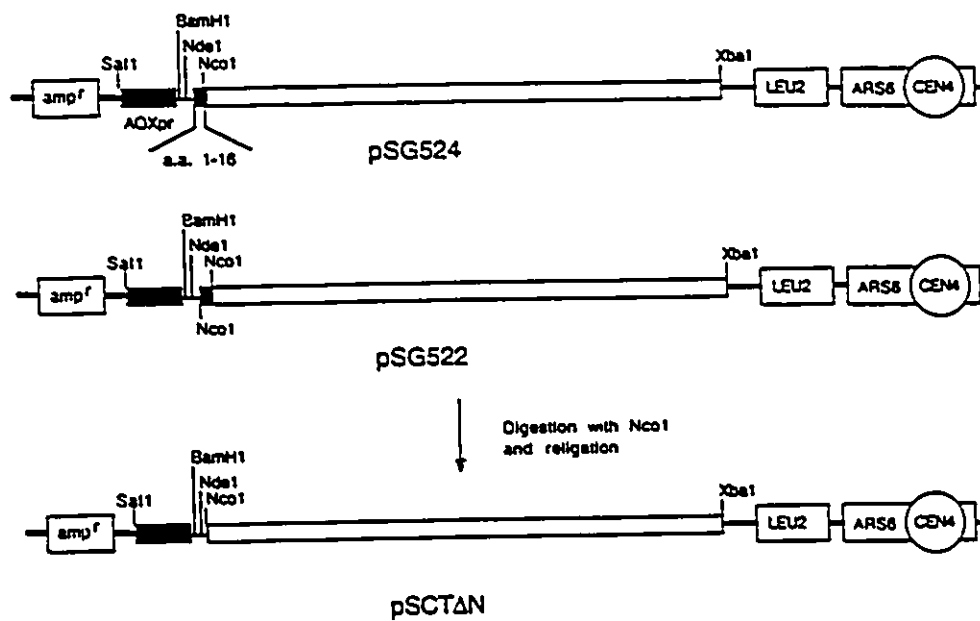 BamH1
Nde1
Sal1
Nco1
Xba1
amp^r
LEU2
ARS6
CEN4
AOXpr
a.a. 1-16
pSG524
BamH1
Nde1
Sal1
Nco1
Xba1
amp^r
LEU2
ARS6
CEN4
Nco1
pSG522
Digestion with Nco1
and religation
BamH1
Nde1
Sal1
Nco1
Xba1
amp^r
LEU2
ARS6
CEN4
pSCTΔN